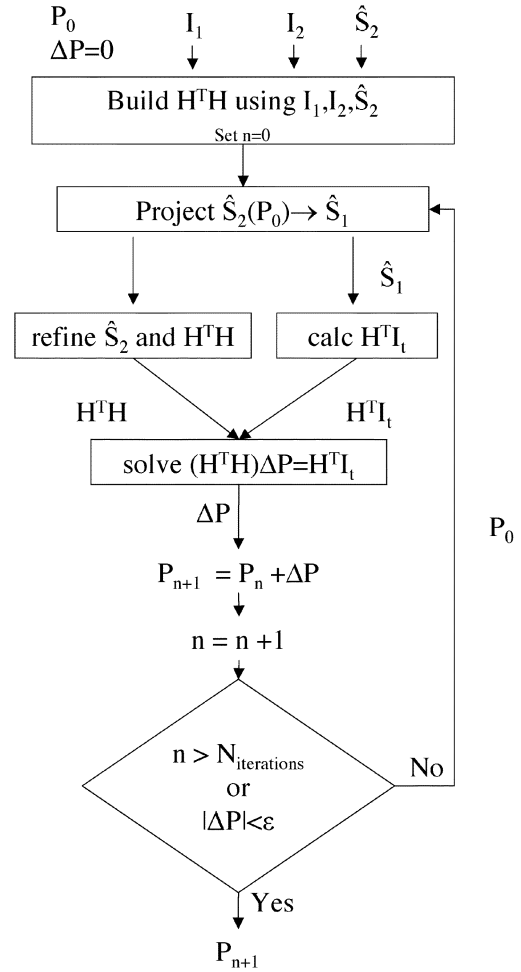 P₀
ΔP=0
I₁ I₂ Ŝ₂
Build HᵀH using I₁,I₂,Ŝ₂
Set n=0
Project Ŝ₂(P₀)→ Ŝ₁
Ŝ₁
refine Ŝ₂ and HᵀH
calc HᵀIₜ
HᵀH
HᵀIₜ
solve (HᵀH)ΔP=HᵀIₜ
ΔP
P₀
Pₙ₊₁ = Pₙ +ΔP
n = n +1
n > N_iterations
or
|ΔP|<ε
No
Yes
Pₙ₊₁